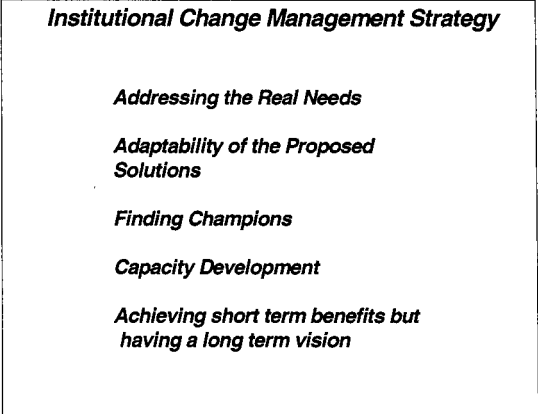 Institutional Change Management Strategy
Addressing the Real Needs
Adaptability of the Proposed
Solutions
Finding Champions
Capacity Development
Achieving short term benefits but
having a long term vision